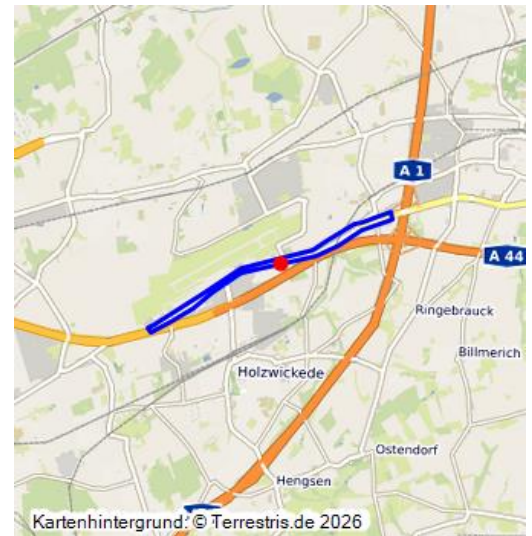 A 1
A 44
Ringebrauck
Billmerich
Holzwickede
Ostendorf
Hengsen
Kartenhintergrund: © Terrestris.de 2026